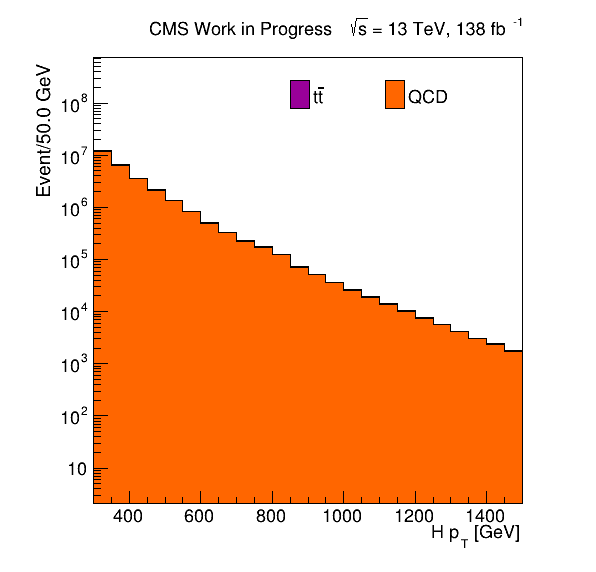 CMS Work in Progress √s = 13 TeV, 138 fb⁻¹
Event/50.0 GeV
tt̄ QCD
10⁸
10⁷
10⁶
10⁵
10⁴
10³
10²
10
400 600 800 1000 1200 1400
H p_T [GeV]